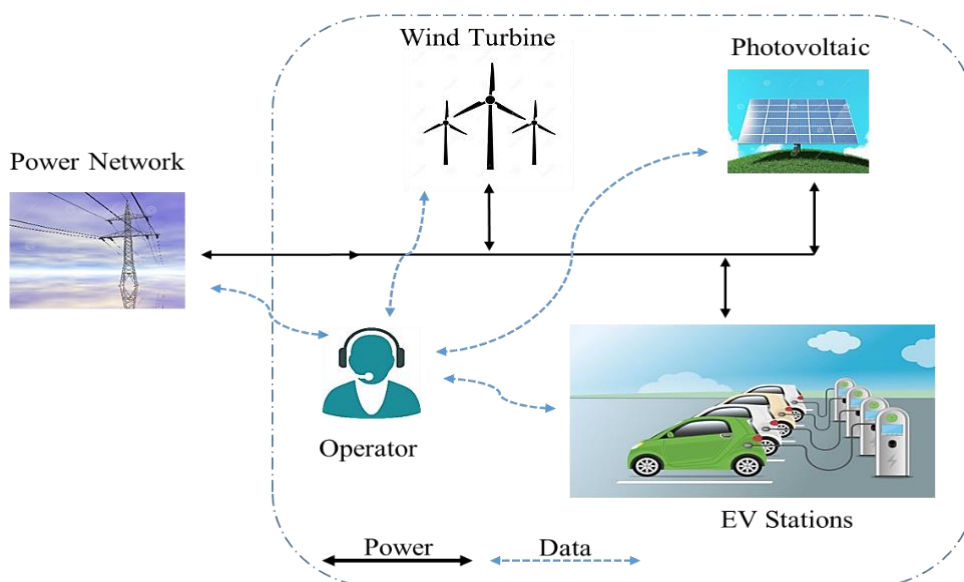 Wind Turbine
Photovoltaic
Power Network
Operator
EV Stations
Power
Data